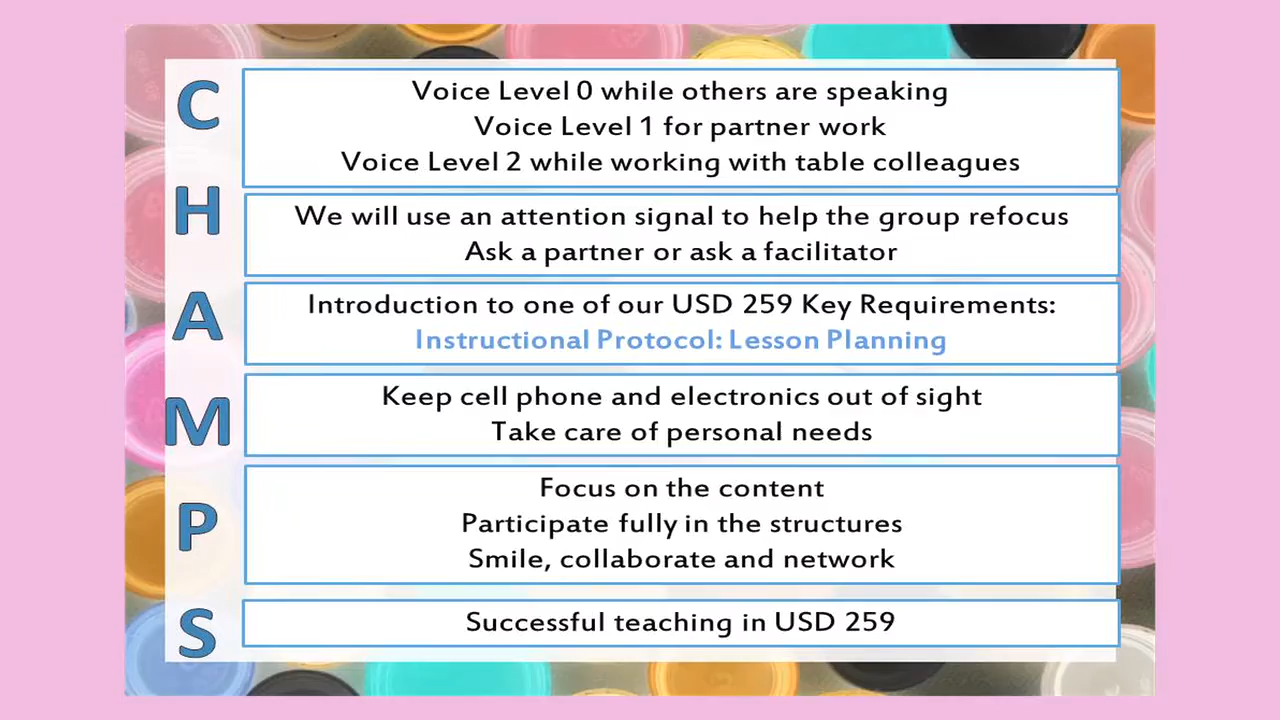 C
Voice Level 0 while others are speaking
Voice Level 1 for partner work
Voice Level 2 while working with table colleagues
H
We will use an attention signal to help the group refocus
Ask a partner or ask a facilitator
A
Introduction to one of our USD 259 Key Requirements:
Instructional Protocol: Lesson Planning
M
Keep cell phone and electronics out of sight
Take care of personal needs
P
Focus on the content
Participate fully in the structures
Smile, collaborate and network
S
Successful teaching in USD 259